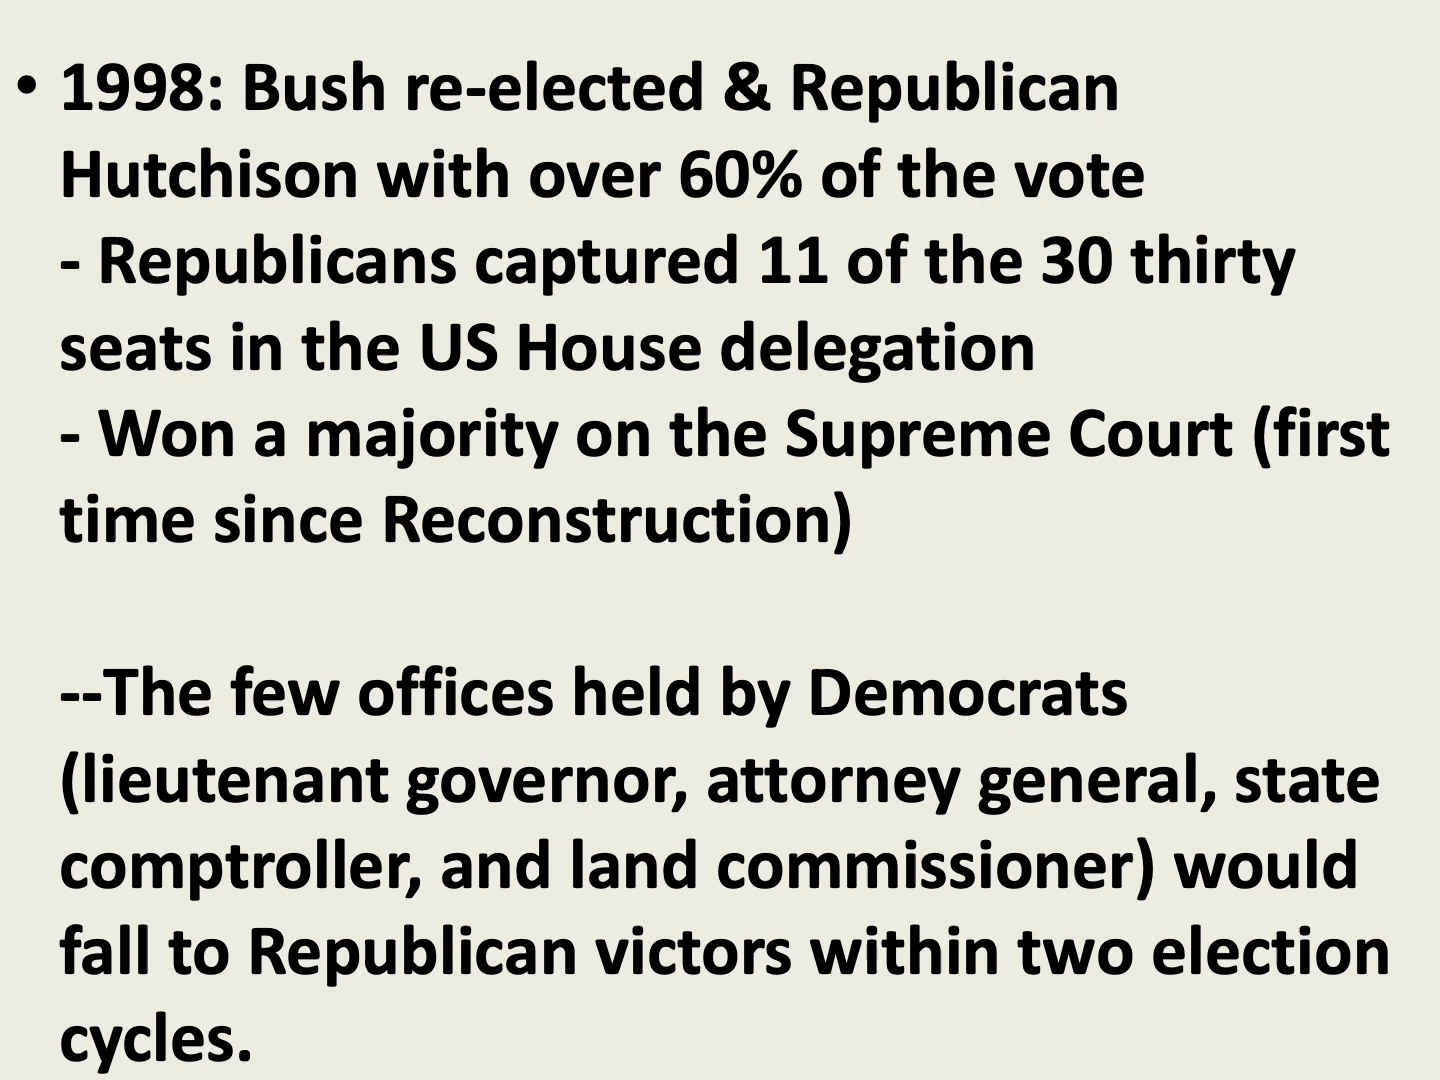 • 1998: Bush re-elected & Republican
Hutchison with over 60% of the vote
- Republicans captured 11 of the 30 thirty
seats in the US House delegation
- Won a majority on the Supreme Court (first
time since Reconstruction)
--The few offices held by Democrats
(lieutenant governor, attorney general, state
comptroller, and land commissioner) would
fall to Republican victors within two election
cycles.